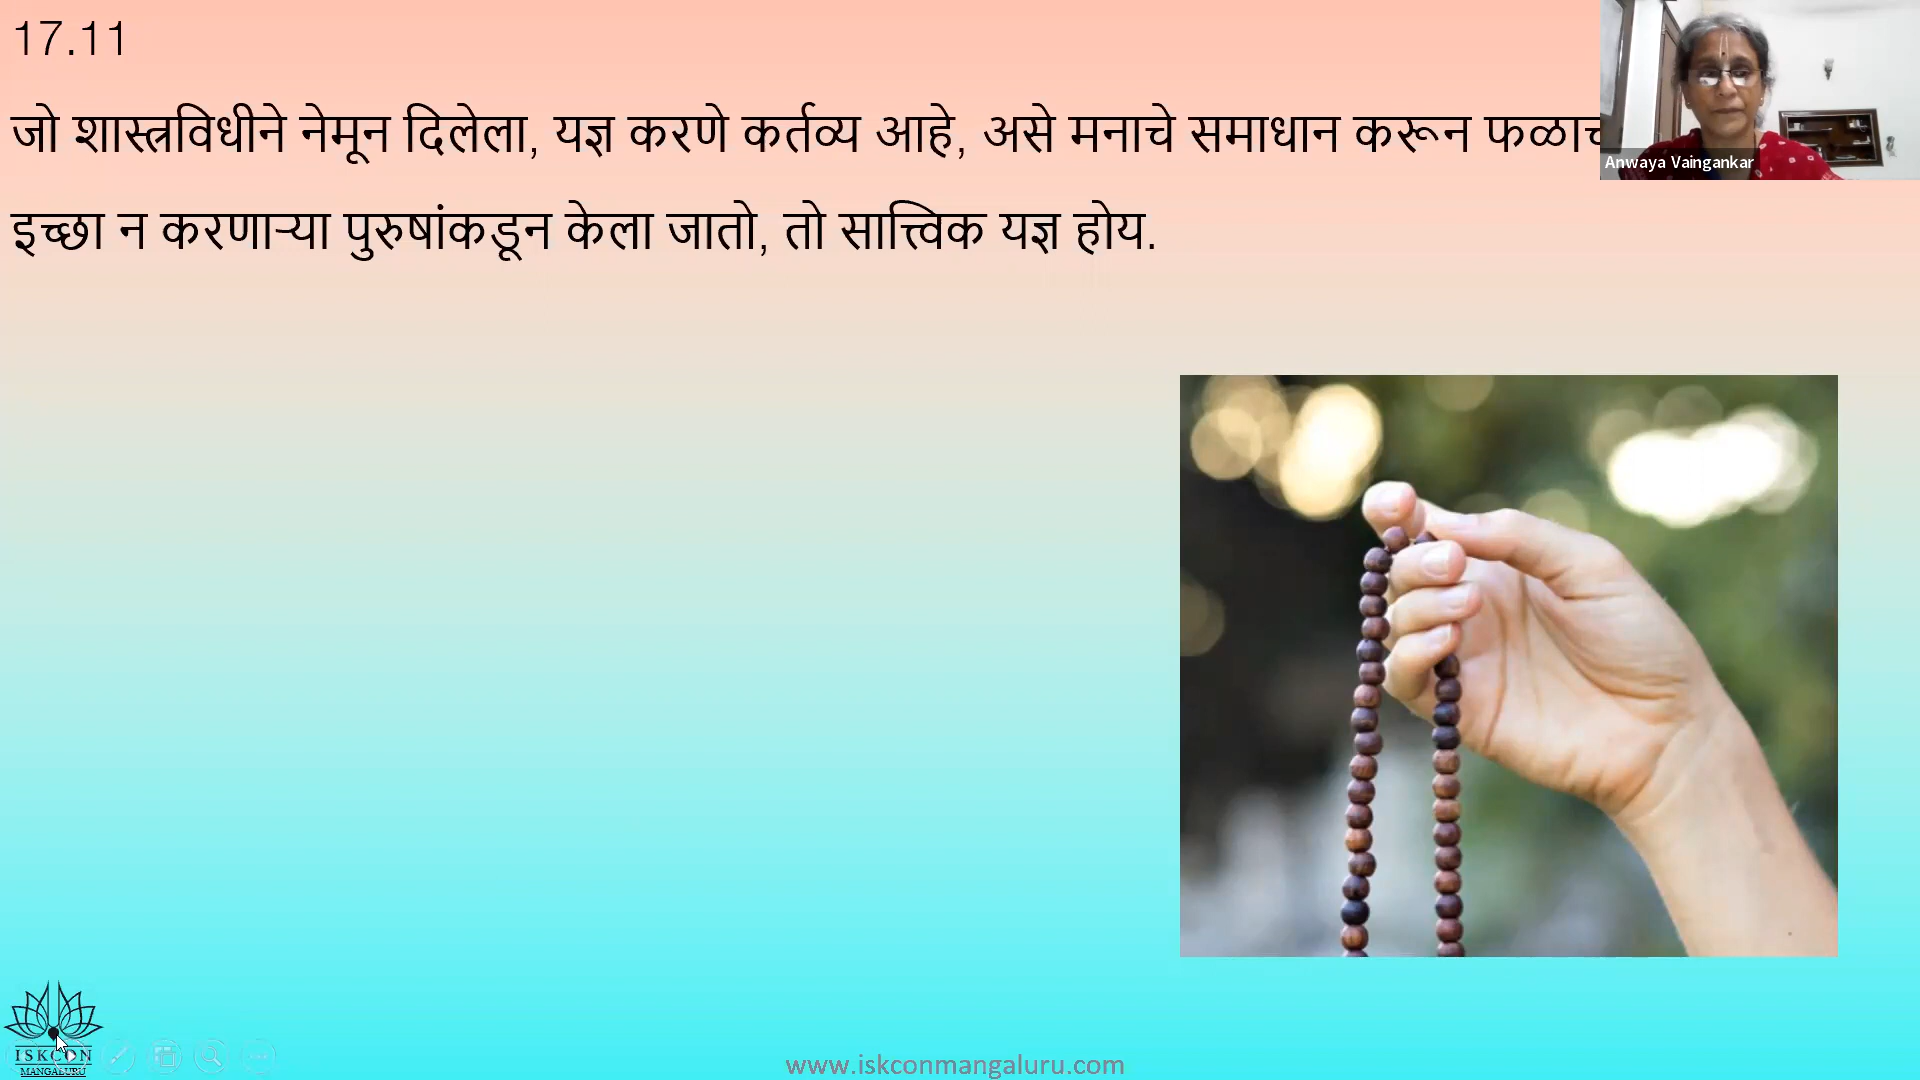 17.11
जो शास्त्रविधीने नेमून दिलेला, यज्ञ करणे कर्तव्य आहे, असे मनाचे समाधान करून
इच्छा न करणाऱ्या पुरुषांकडून केला जातो, तो सात्त्विक यज्ञ होय.
Anwaya Vaingankar
ISKCON
MANGALURU
www.iskconmangaluru.com